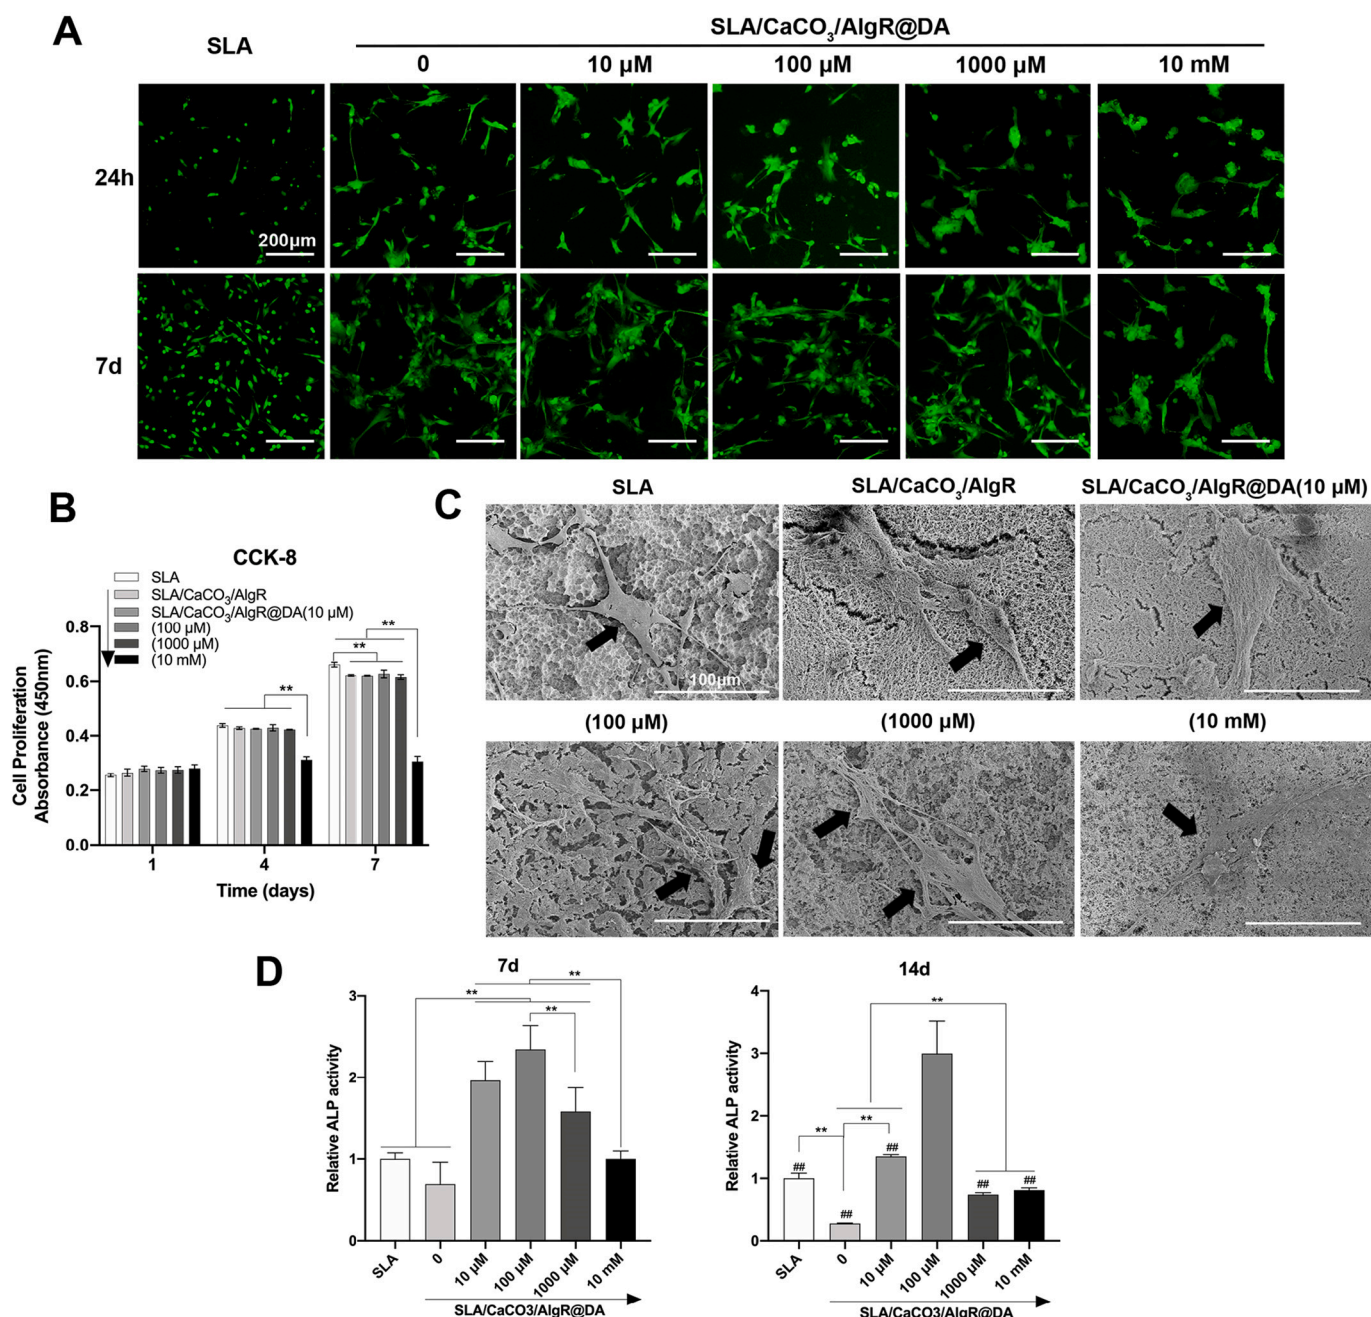 A
SLA
SLA/CaCO3/AlgR@DA
0
10 µM
100 µM
1000 µM
10 mM
24h
200µm
7d
B
CCK-8
SLA
SLA/CaCO3/AlgR
SLA/CaCO3/AlgR@DA(10 µM)
(100 µM)
(1000 µM)
(10 mM)
Cell Proliferation
Absorbance (450nm)
0.8
0.6
0.4
0.2
0.0
**
**
**
1
4
7
Time (days)
C
SLA
SLA/CaCO3/AlgR
SLA/CaCO3/AlgR@DA(10 µM)
100µm
(100 µM)
(1000 µM)
(10 mM)
D
7d
Relative ALP activity
3
2
1
0
**
**
**
SLA
0
10 µM
100 µM
1000 µM
10 mM
SLA/CaCO3/AlgR@DA
14d
Relative ALP activity
4
3
2
1
0
**
**
**
##
##
##
##
##
SLA
0
10 µM
100 µM
1000 µM
10 mM
SLA/CaCO3/AlgR@DA